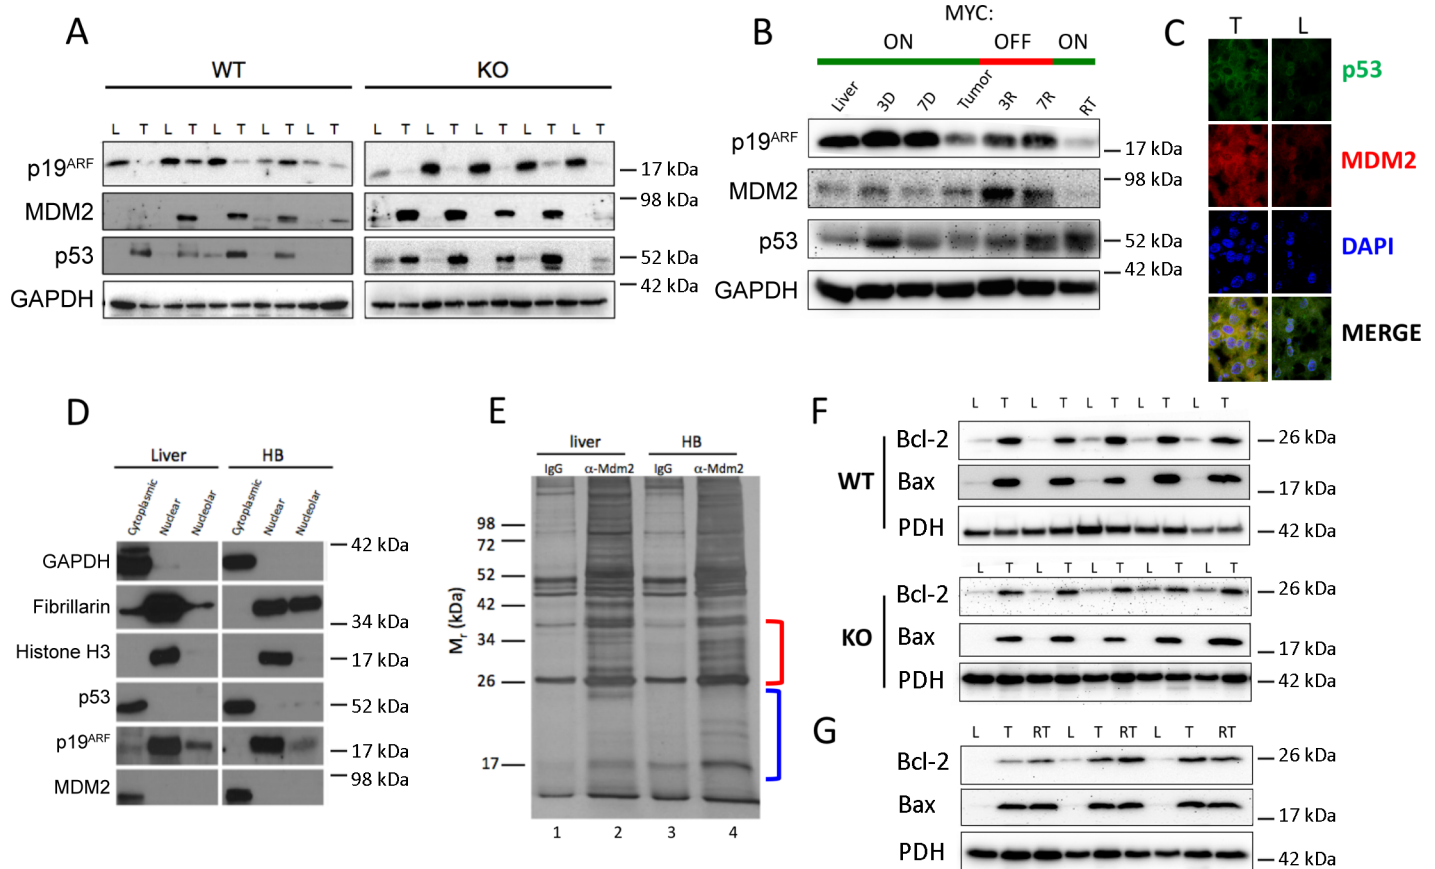 A
WT
KO
L T L T L T L T L T
L T L T L T L T L T
p19ARF
17 kDa
MDM2
98 kDa
p53
52 kDa
42 kDa
GAPDH
B
MYC:
ON
OFF
ON
Liver
3D
7D
Tumor
3R
7R
RT
p19ARF
17 kDa
98 kDa
MDM2
p53
52 kDa
42 kDa
GAPDH
C
T L
p53
MDM2
DAPI
MERGE
D
Liver
HB
Cytoplasmic
Nuclear
Nucleolar
Cytoplasmic
Nuclear
Nucleolar
42 kDa
GAPDH
Fibrillarin
34 kDa
Histone H3
17 kDa
p53
52 kDa
p19ARF
17 kDa
98 kDa
MDM2
E
liver
HB
IgG
α-Mdm2
IgG
α-Mdm2
Mr (kDa)
98
72
52
42
34
26
17
1 2 3 4
F
L T L T L T L T L T
WT
Bcl-2
26 kDa
Bax
17 kDa
PDH
42 kDa
L T L T L T L T L T
KO
Bcl-2
26 kDa
Bax
17 kDa
PDH
42 kDa
G
L T RT L T RT L T RT
Bcl-2
26 kDa
Bax
17 kDa
PDH
42 kDa